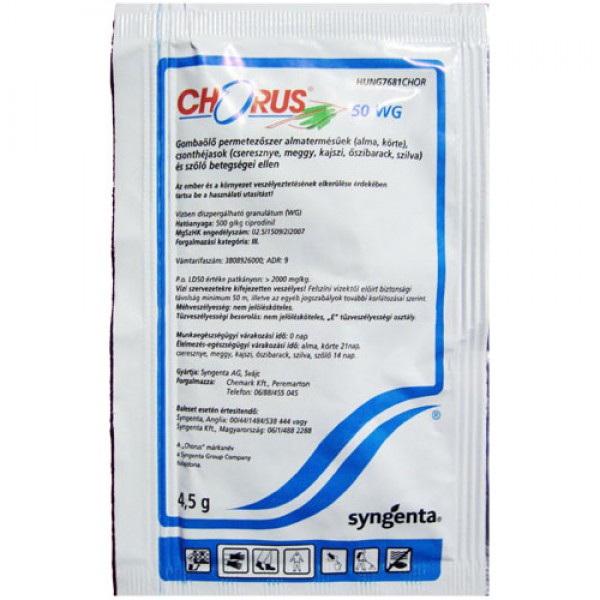 HUNG7681CHOR
CHORUS®
50 WG
Gombaölő permetezőszer almatermésűek (alma, körte),
csonthéjasok (cseresznye, meggy, kajszi, őszibarack, szilva)
és szőlő betegségei ellen
Az ember és a környezet veszélyeztetésének elkerülése érdekében
tartsa be a használati utasítást!
Vízben diszpergálható granulátum (WG)
Hatóanyaga: 500 g/kg ciprodinil
MgSzHK engedélyszám: 02.5/1509/2/2007
Forgalmazási kategória: III.
Vámtarifaszám: 3808926000; ADR: 9
P.o. LD50 értéke patkányon: > 2000 mg/kg.
Vízi szervezetekre kifejezetten veszélyes! Felszíni vizektől előírt biztonsági
távolság minimum 50 m, illetve az egyéb jogszabályok további korlátozásai szerint.
Méhveszélyesség: nem jelölésköteles.
Tűzveszélyességi besorolás: nem jelölésköteles, „E" tűzveszélyességi osztály.
Munkaegészségügyi várakozási idő: 0 nap
Élelmezés-egészségügyi várakozási idő: alma, körte 21nap,
cseresznye, meggy, kajszi, őszibarack, szilva, szőlő 14 nap.
Gyártja: Syngenta AG, Svájc
Forgalmazza: Chemark Kft., Peremarton
Telefon: 06/88/455 045
Baleset esetén értesítendő:
Syngenta, Anglia: 00/44/1484/538 444 vagy
Syngenta Kft., Magyarország: 06/1/488 2288
A „Chorus" márkanév
a Syngenta Group Company
tulajdona.
®
4,5 g
syngenta®